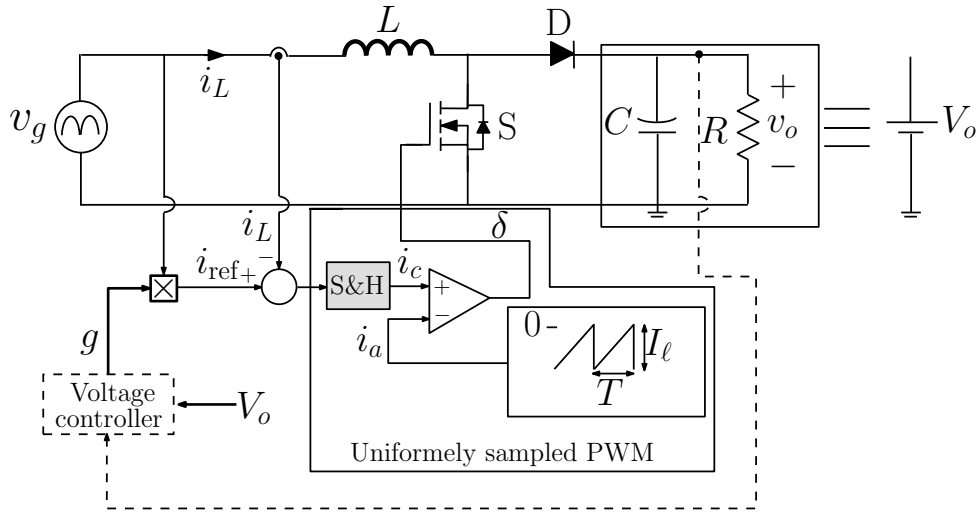 L
D
i_L
v_g
S
C
R
+
v_o
−
V_o
i_L
δ
−
i_ref +
S&H
i_c
+
−
i_a
0-
I_ℓ
T
g
Voltage
controller
V_o
Uniformely sampled PWM